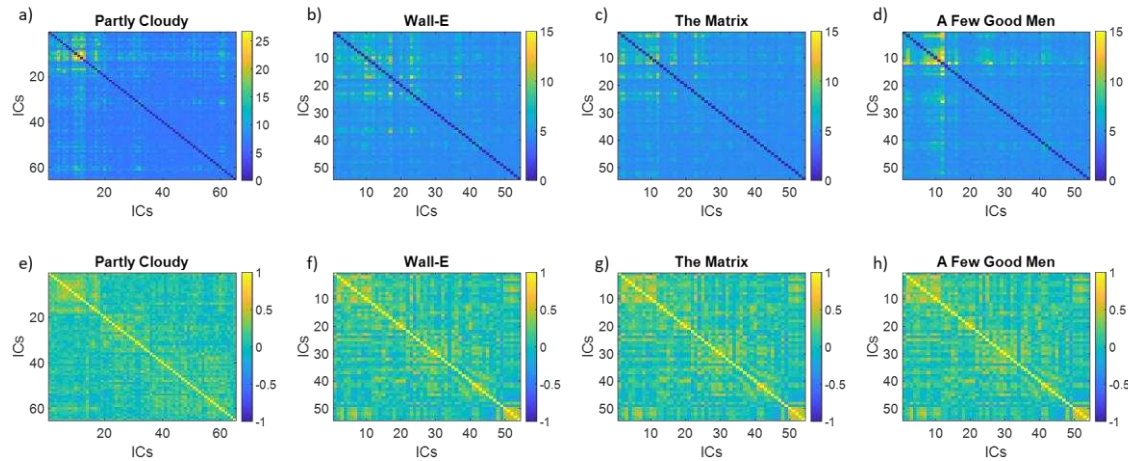 a) Partly Cloudy
b) Wall-E
c) The Matrix
d) A Few Good Men
ICs 20 40 60
20 40 60
ICs
25 20 15 10 5 0
ICs 10 20 30 40 50
10 20 30 40 50
ICs
15 10 5 0
ICs 10 20 30 40 50
10 20 30 40 50
ICs
15 10 5 0
ICs 10 20 30 40 50
10 20 30 40 50
ICs
15 10 5 0
e) Partly Cloudy
f) Wall-E
g) The Matrix
h) A Few Good Men
ICs 20 40 60
20 40 60
ICs
1 0.5 0 -0.5 -1
ICs 10 20 30 40 50
10 20 30 40 50
ICs
1 0.5 0 -0.5 -1
ICs 10 20 30 40 50
10 20 30 40 50
ICs
1 0.5 0 -0.5 -1
ICs 10 20 30 40 50
10 20 30 40 50
ICs
1 0.5 0 -0.5 -1